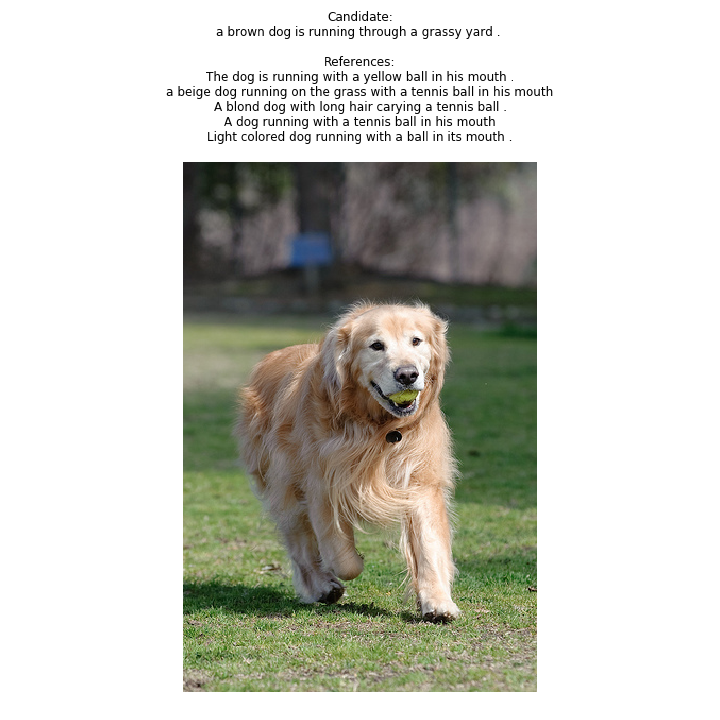 Candidate:
a brown dog is running through a grassy yard .
References:
The dog is running with a yellow ball in his mouth .
a beige dog running on the grass with a tennis ball in his mouth
A blond dog with long hair carying a tennis ball .
A dog running with a tennis ball in his mouth
Light colored dog running with a ball in its mouth .